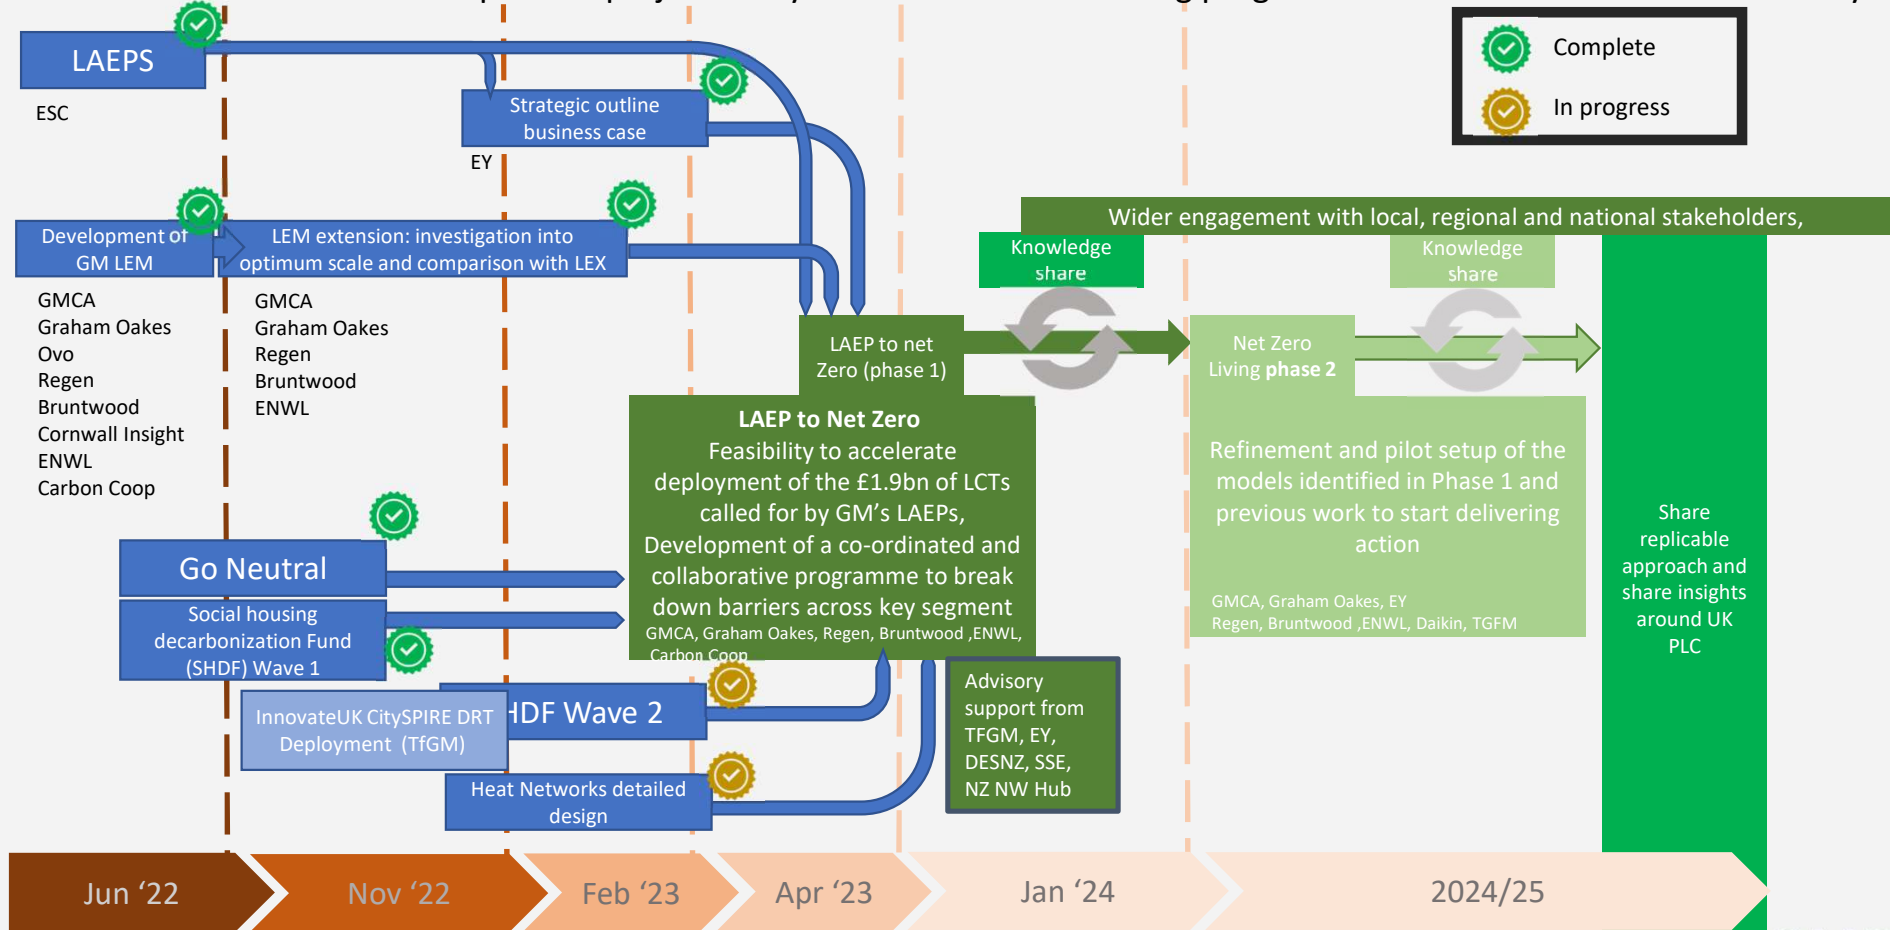 LAEPS
ESC
Strategic outline
business case
EY
Complete
In progress
Development of
GM LEM
LEM extension: investigation into
optimum scale and comparison with LEX
GMCA
Graham Oakes
Ovo
Regen
Bruntwood
Cornwall Insight
ENWL
Carbon Coop
GMCA
Graham Oakes
Regen
Bruntwood
ENWL
Wider engagement with local, regional and national stakeholders,
Knowledge
share
Knowledge
share
LAEP to net
Zero (phase 1)
Net Zero
Living phase 2
LAEP to Net Zero
Feasibility to accelerate
deployment of the £1.9bn of LCTs
called for by GM's LAEPs,
Development of a co-ordinated and
collaborative programme to break
down barriers across key segment
GMCA, Graham Oakes, Regen, Bruntwood ,ENWL,
Carbon Coop
Refinement and pilot setup of the
models identified in Phase 1 and
previous work to start delivering
action
GMCA, Graham Oakes, EY
Regen, Bruntwood ,ENWL, Daikin, TGFM
Share
replicable
approach and
share insights
around UK
PLC
Go Neutral
Social housing
decarbonization Fund
(SHDF) Wave 1
InnovateUK CitySPIRE DRT
Deployment (TfGM)
HDF Wave 2
Heat Networks detailed
design
Advisory
support from
TFGM, EY,
DESNZ, SSE,
NZ NW Hub
Jun ‘22
Nov ‘22
Feb ‘23
Apr ‘23
Jan ‘24
2024/25